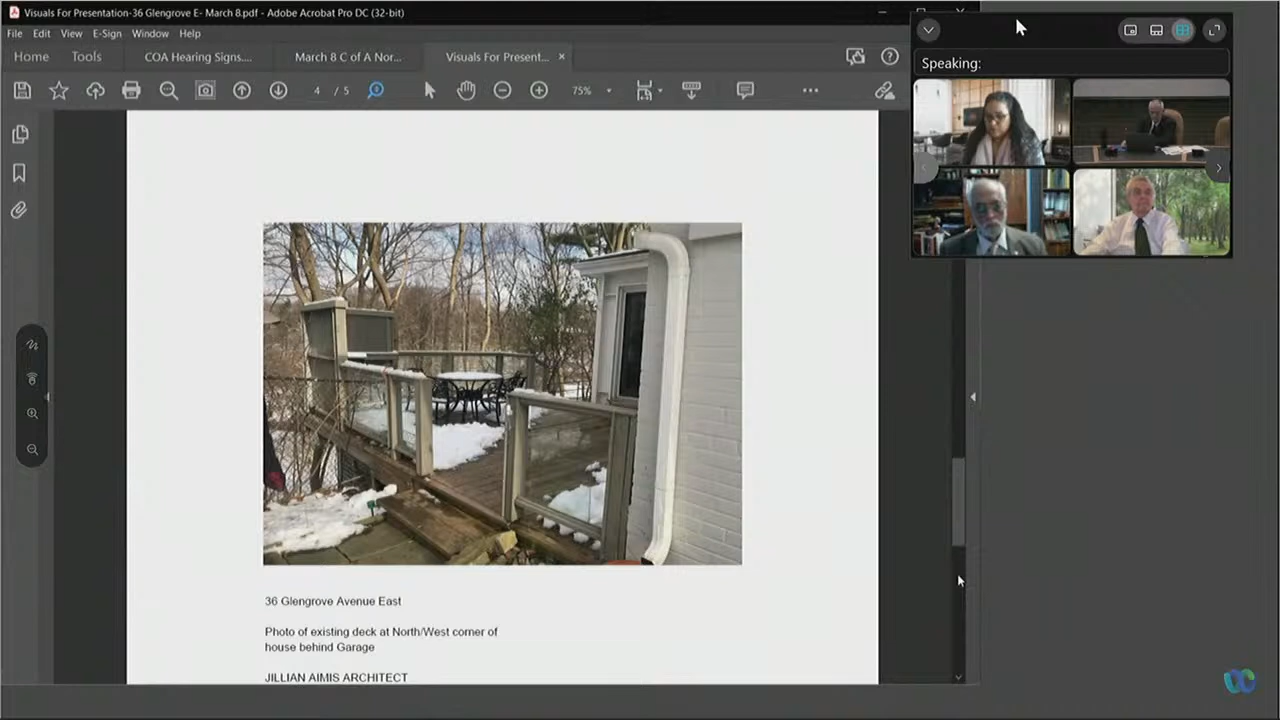 Visuals For Presentation-36 Glengrove E- March 8.pdf - Adobe Acrobat Pro DC (32-bit)
File Edit View E-Sign Window Help
Home Tools COA Hearing Signs.... March 8 C of A Nor... Visuals For Present...
4 / 5 75%
Speaking:
36 Glengrove Avenue East
Photo of existing deck at North/West corner of
house behind Garage
JILLIAN AIMIS ARCHITECT